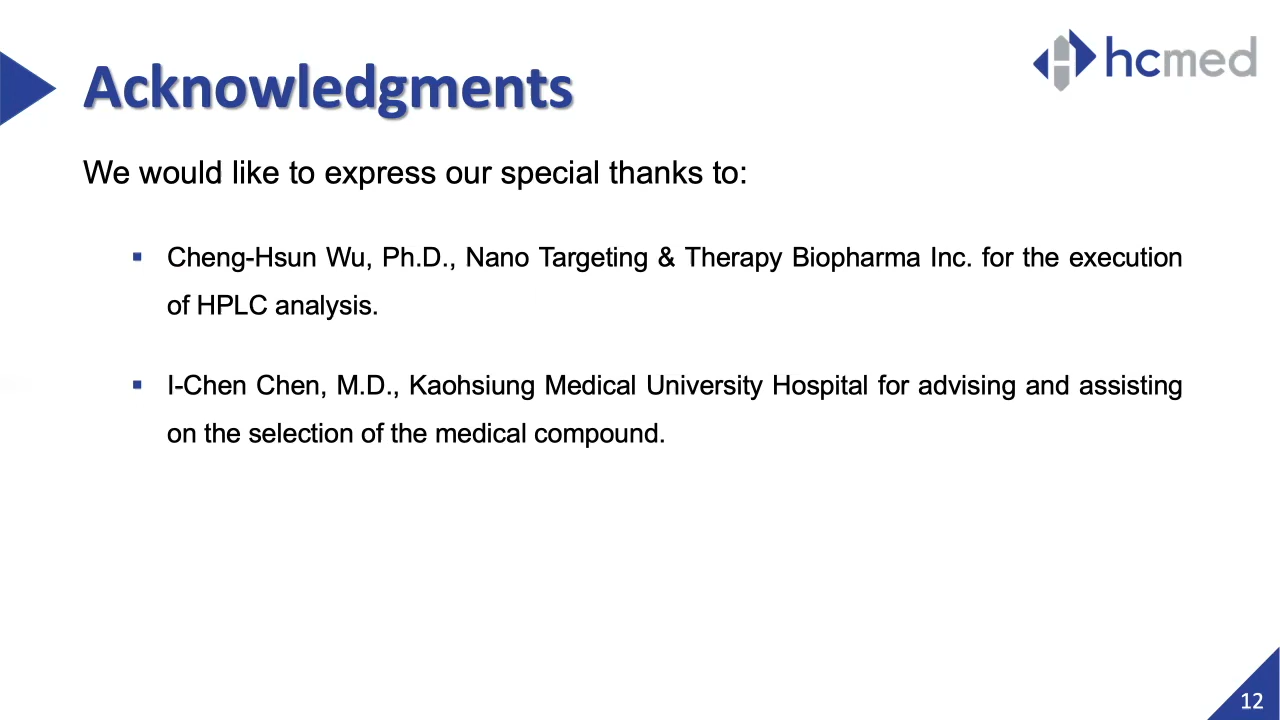 hcmed
Acknowledgments
We would like to express our special thanks to:
▪ Cheng-Hsun Wu, Ph.D., Nano Targeting & Therapy Biopharma Inc. for the execution
of HPLC analysis.
▪ I-Chen Chen, M.D., Kaohsiung Medical University Hospital for advising and assisting
on the selection of the medical compound.
12